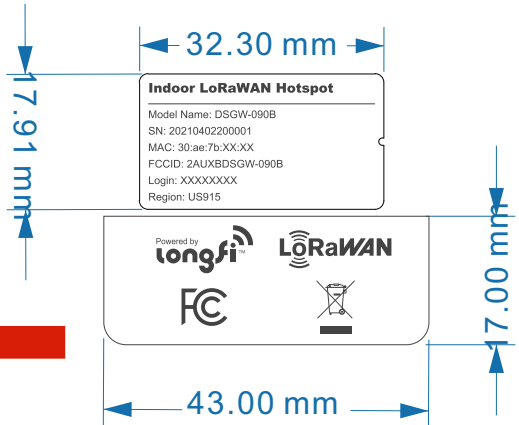 32.30 mm
17.91 mm
Indoor LoRaWAN Hotspot
Model Name: DSGW-090B
SN: 20210402200001
MAC: 30:ae:7b:XX:XX
FCCID: 2AUXBDSGW-090B
Login: XXXXXXXX
Region: US915
Powered by
Longfi™
LoRaWAN
FC
17.00 mm
43.00 mm